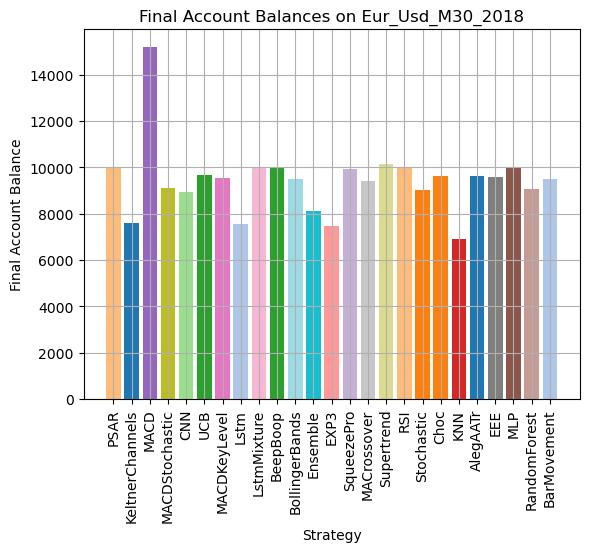 Final Account Balances on Eur_Usd_M30_2018
Final Account Balance
14000
12000
10000
8000
6000
4000
2000
0
PSAR
KeltnerChannels
MACD
MACDStochastic
CNN
UCB
MACDKeyLevel
Lstm
LstmMixture
BeepBoop
BollingerBands
Ensemble
EXP3
SqueezePro
MACrossover
Supertrend
RSI
Stochastic
Choc
KNN
AlegAATr
EEE
MLP
RandomForest
BarMovement
Strategy